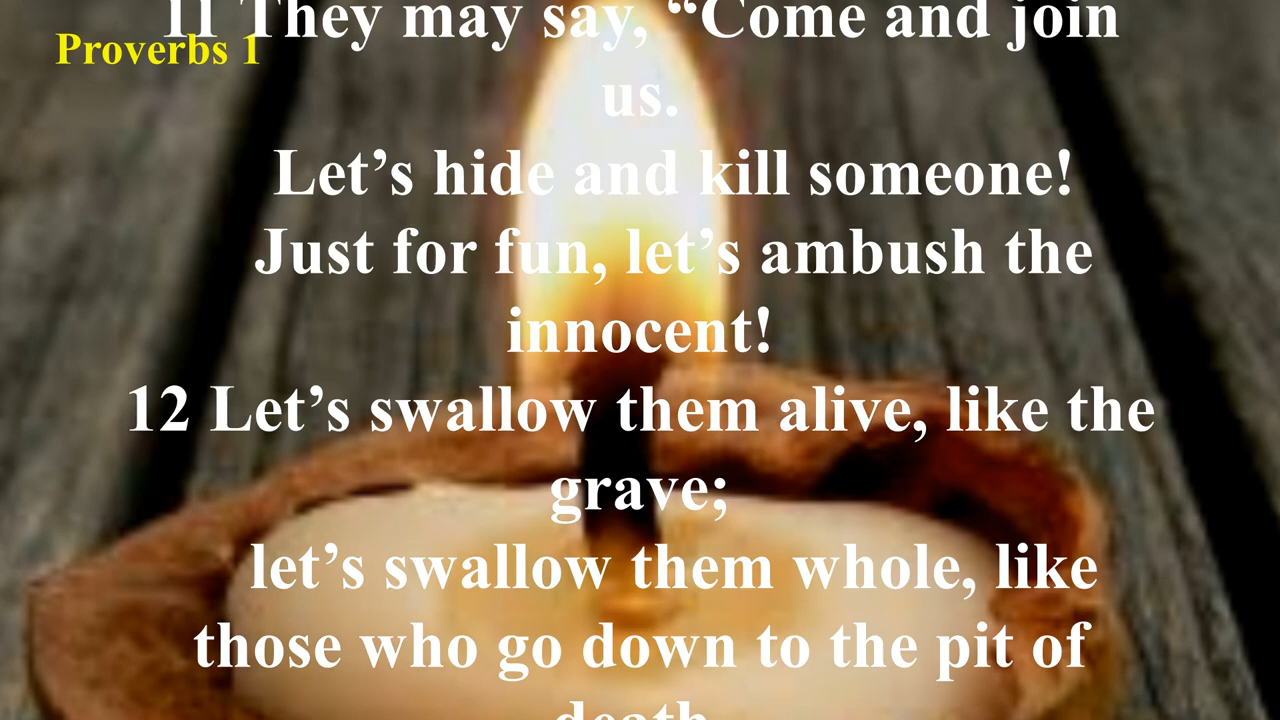 11 They may say, “Come and join
Proverbs 1
us.
Let’s hide and kill someone!
Just for fun, let’s ambush the
innocent!
12 Let’s swallow them alive, like the
grave;
let’s swallow them whole, like
those who go down to the pit of
death.